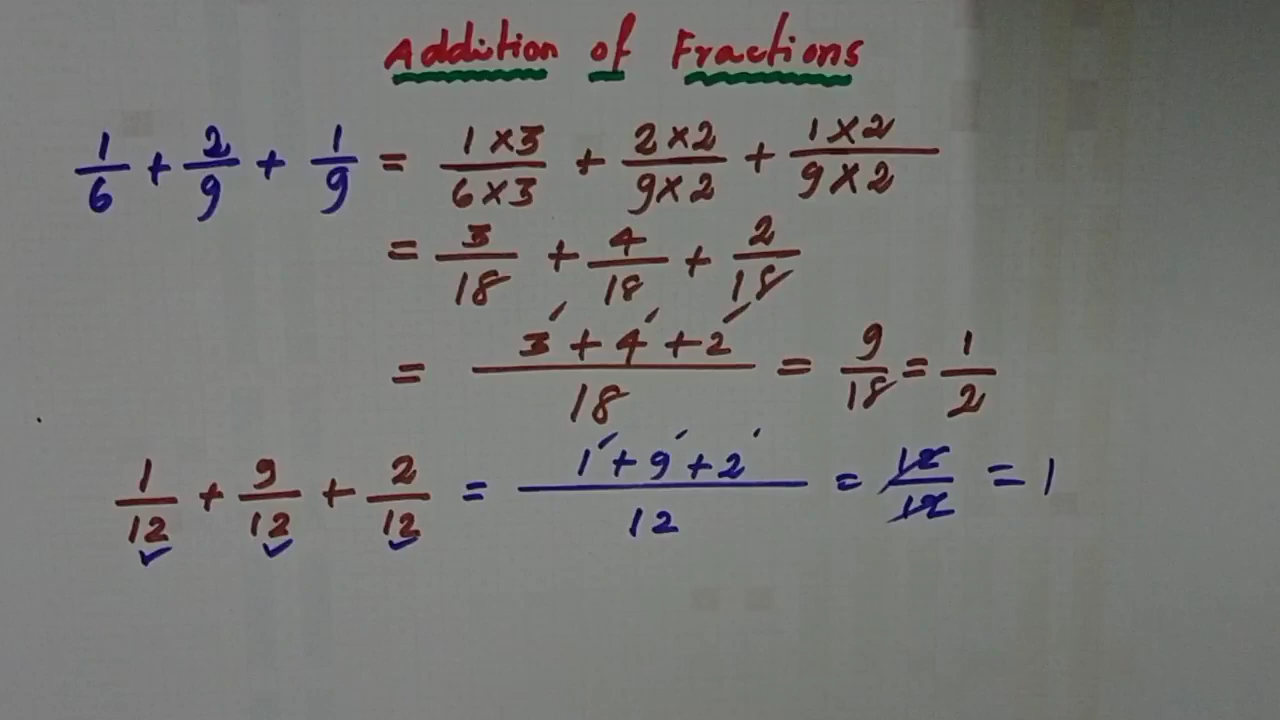 Addition of Fractions
1/6 + 2/9 + 1/9 = 1×3/6×3 + 2×2/9×2 + 1×2/9×2
= 3/18 + 4/18 + 2/18
= 3+4+2/18 = 9/18 = 1/2
1/12 + 9/12 + 2/12 = 1+9+2/12 = 12/12 = 1